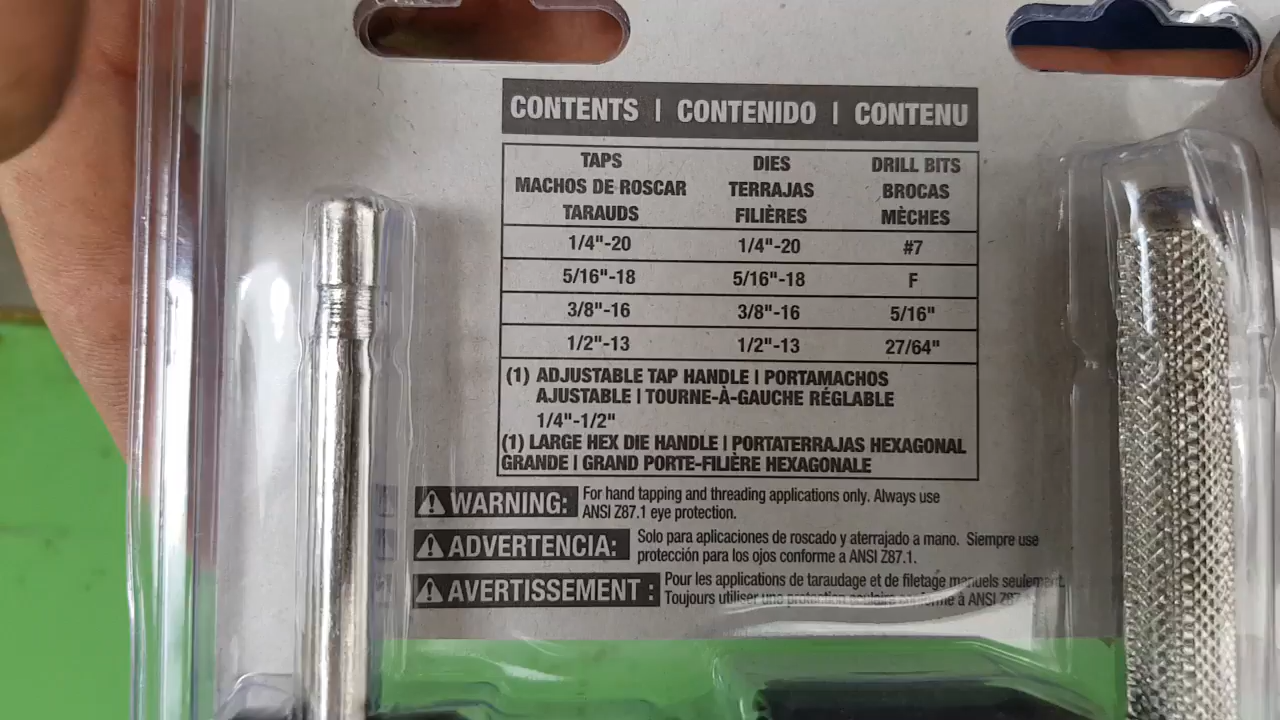 CONTENTS | CONTENIDO | CONTENU
TAPS DIES DRILL BITS
MACHOS DE ROSCAR TERRAJAS BROCAS
TARAUDS FILIÈRES MÈCHES
1/4"-20 1/4"-20 #7
5/16"-18 5/16"-18 F
3/8"-16 3/8"-16 5/16"
1/2"-13 1/2"-13 27/64"
(1) ADJUSTABLE TAP HANDLE | PORTAMACHOS
AJUSTABLE | TOURNE-À-GAUCHE RÉGLABLE
1/4"-1/2"
(1) LARGE HEX DIE HANDLE | PORTATERRAJAS HEXAGONAL
GRANDE | GRAND PORTE-FILIÈRE HEXAGONALE
WARNING: For hand tapping and threading applications only. Always use
ANSI Z87.1 eye protection.
ADVERTENCIA: Solo para aplicaciones de roscado y aterrajado a mano. Siempre use
protección para los ojos conforme a ANSI Z87.1.
AVERTISSEMENT : Pour les applications de taraudage et de filetage manuels seulement.
Toujours utiliser une protection oculaire conforme à ANSI